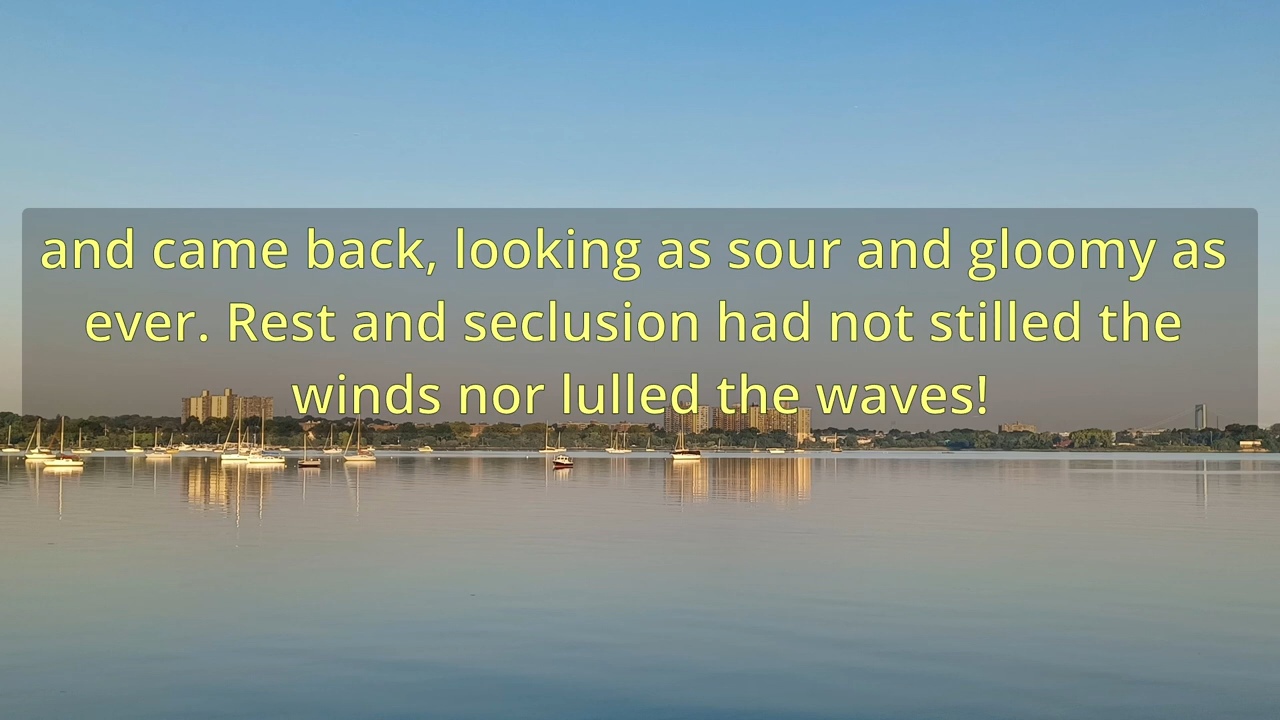 and came back, looking as sour and gloomy as
ever. Rest and seclusion had not stilled the
winds nor lulled the waves!